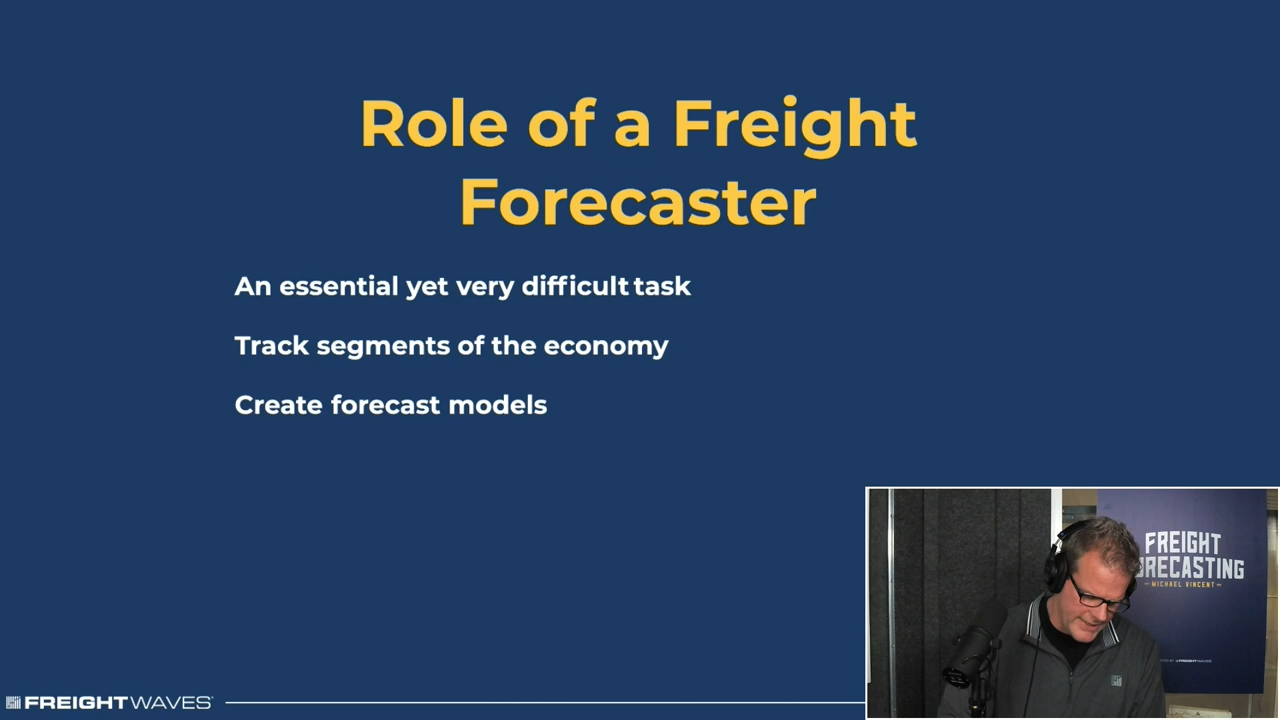 Role of a Freight
Forecaster
An essential yet very difficult task
Track segments of the economy
Create forecast models
FREIGHT
RECASTING
MICHAEL VINCENT
FREIGHTWAVES
FREIGHTWAVES